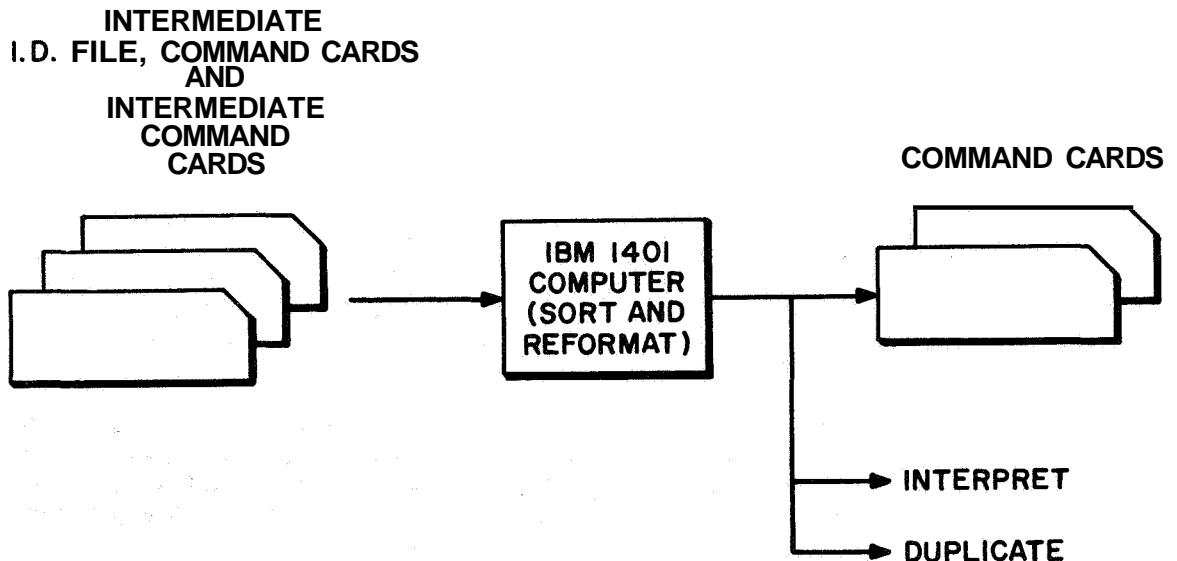 INTERMEDIATE
I.D. FILE, COMMAND CARDS
AND
INTERMEDIATE
COMMAND
CARDS
COMMAND CARDS
IBM 1401
COMPUTER
(SORT AND
REFORMAT)
INTERPRET
DUPLICATE